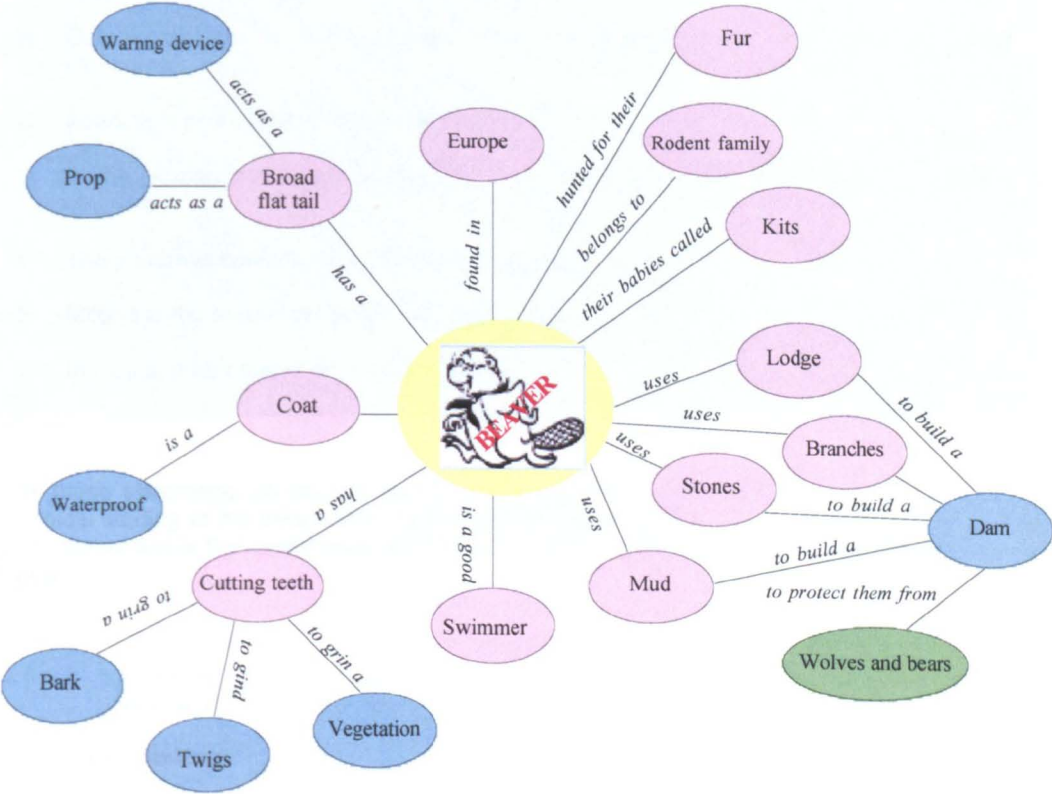 Warnng device
acts as a
Prop
acts as a
Broad
flat tail
has a
Europe
found in
Fur
hunted for their
Rodent family
belongs to
Kits
their babies called
BEAVER
Coat
is a
Waterproof
has a
Cutting teeth
to grin a
Bark
to gind
Twigs
to grin a
Vegetation
is a good
Swimmer
uses
Lodge
to build a
uses
Branches
uses
Stones
to build a
uses
Mud
to build a
Dam
to protect them from
Wolves and bears